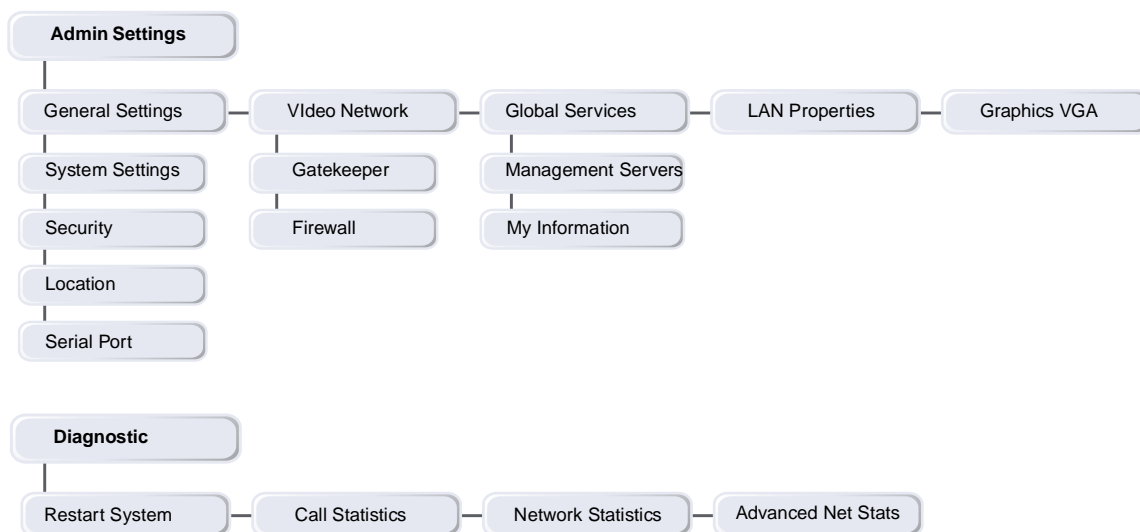 Admin Settings
General Settings
VIdeo Network
Global Services
LAN Properties
Graphics VGA
System Settings
Gatekeeper
Management Servers
Security
Firewall
My Information
Location
Serial Port
Diagnostic
Restart System
Call Statistics
Network Statistics
Advanced Net Stats